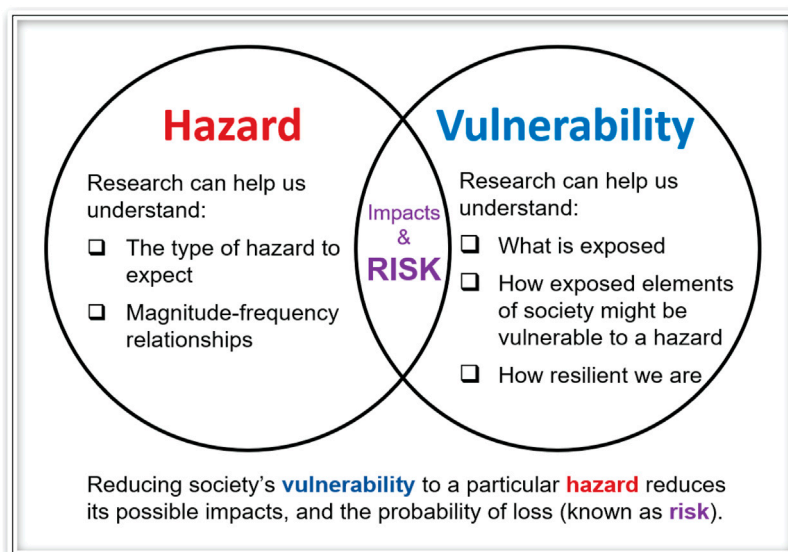 Hazard
Research can help us
understand:
The type of hazard to
expect
Magnitude-frequency
relationships
Impacts
&
RISK
Vulnerability
Research can help us
understand:
What is exposed
How exposed elements
of society might be
vulnerable to a hazard
How resilient we are
Reducing society’s vulnerability to a particular hazard reduces
its possible impacts, and the probability of loss (known as risk).